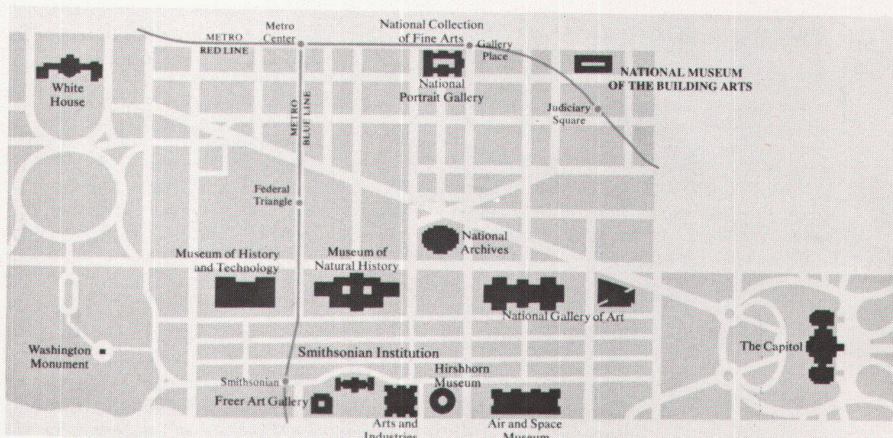 Metro
Center
METRO
RED LINE
National Collection
of Fine Arts
Gallery
Place
White
House
National
Portrait Gallery
NATIONAL MUSEUM
OF THE BUILDING ARTS
METRO
BLUE LINE
Judiciary
Square
Federal
Triangle
National
Archives
Museum of History
and Technology
Museum of
Natural History
National Gallery of Art
Washington
Monument
Smithsonian Institution
The Capitol
Smithsonian
Hirshhorn
Museum
Freer Art Gallery
Arts and
Industries
Air and Space
Museum